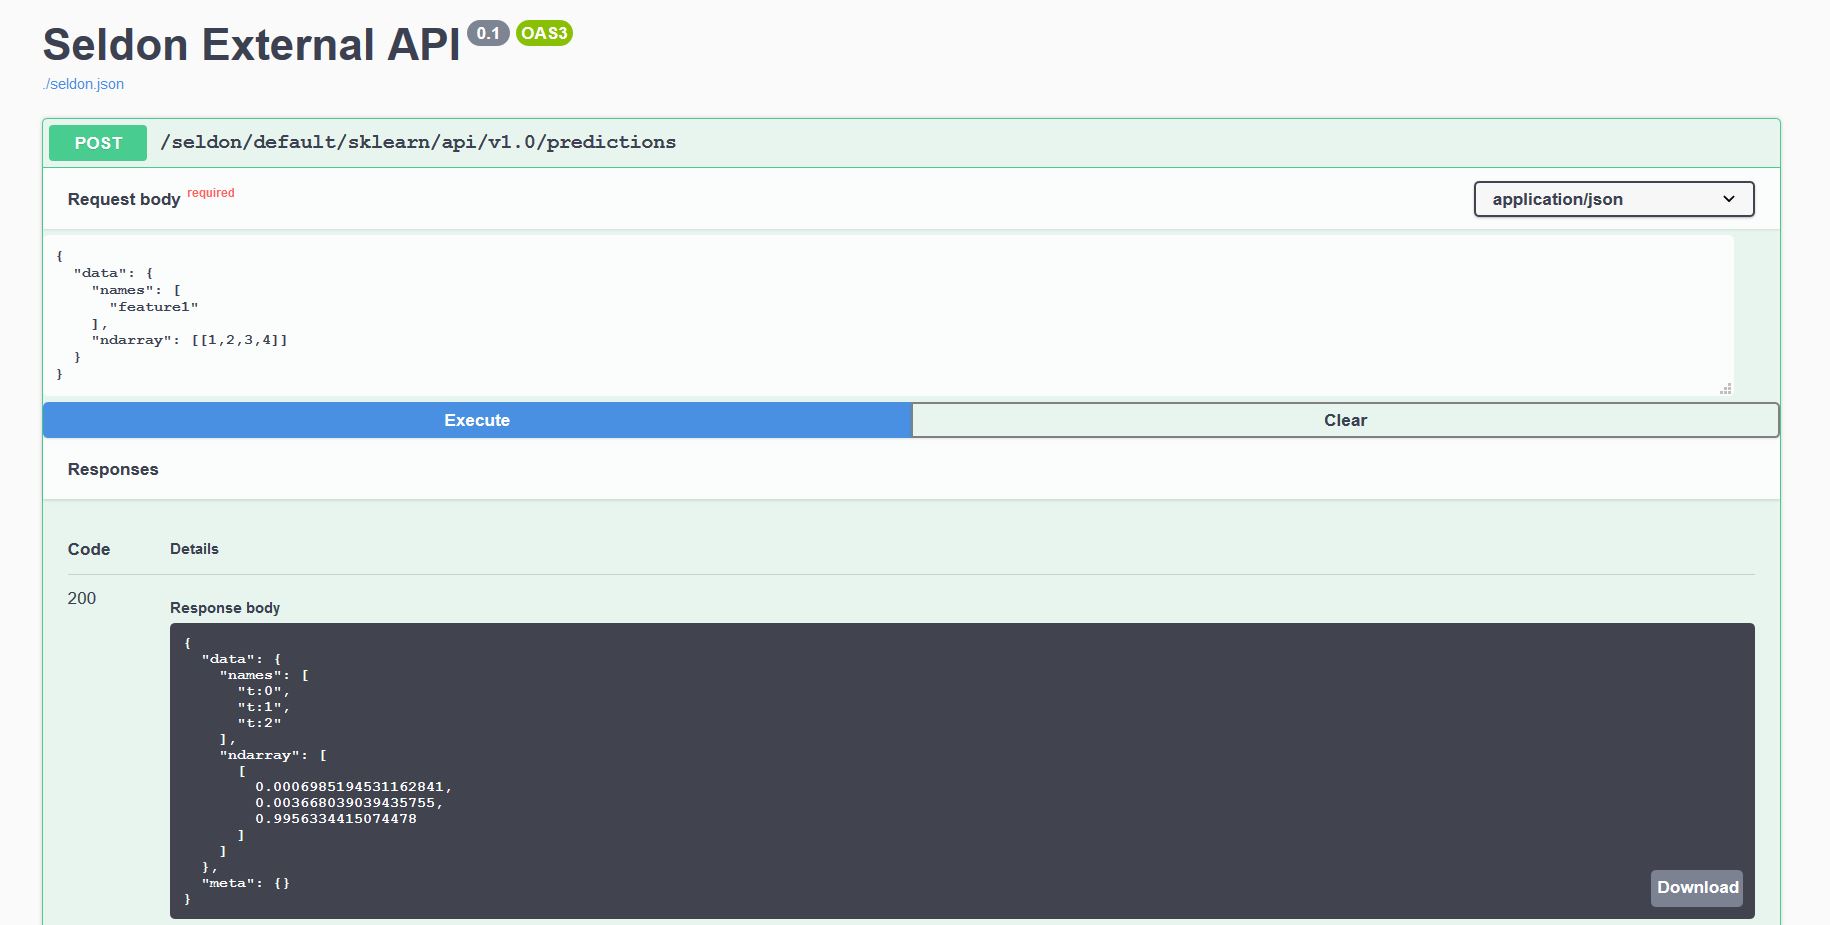 Seldon External API 0.1 OAS3
./seldon.json
POST /seldon/default/sklearn/api/v1.0/predictions
Request body required application/json
{
  "data": {
    "names": [
      "feature1"
    ],
    "ndarray": [[1,2,3,4]]
  }
}
Execute Clear
Responses
Code Details
200
Response body
{
  "data": {
    "names": [
      "t:0",
      "t:1",
      "t:2"
    ],
    "ndarray": [
      [
        0.0006985194531162841,
        0.003668039039435755,
        0.9956334415074478
      ]
    ]
  },
  "meta": {}
}
Download